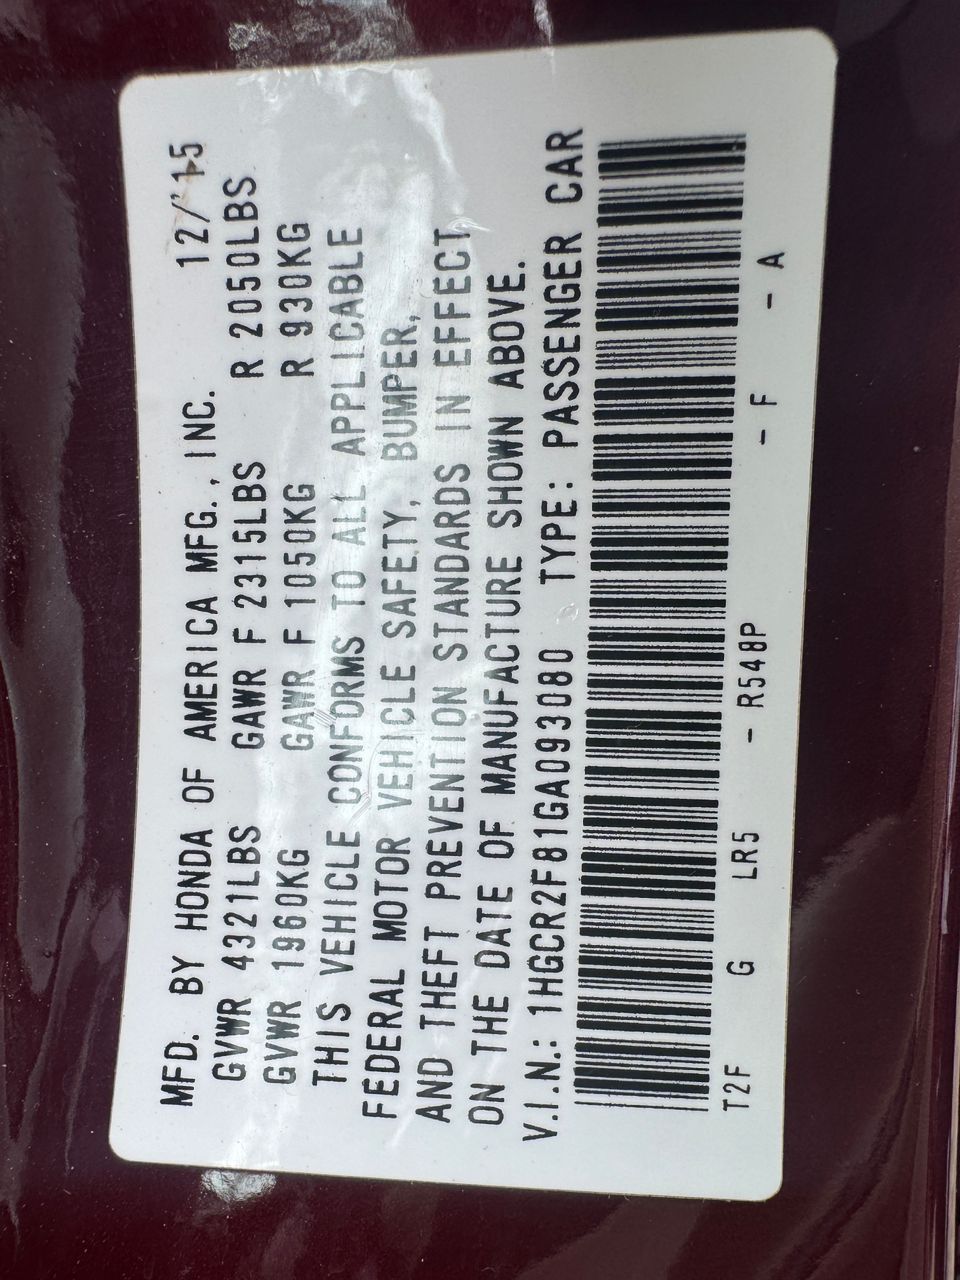 MFD. BY HONDA OF AMERICA MFG., INC. 12/'15
GVWR 4321LBS GAWR F 2315LBS R 2050LBS
GVWR 1960KG GAWR F 1050KG R 930KG
THIS VEHICLE CONFORMS TO ALL APPLICABLE
FEDERAL MOTOR VEHICLE SAFETY, BUMPER,
AND THEFT PREVENTION STANDARDS IN EFFECT
ON THE DATE OF MANUFACTURE SHOWN ABOVE.
V.I.N.: 1HGCR2F81GA093080 TYPE: PASSENGER CAR
T2F G LR5 - R548P - F - A